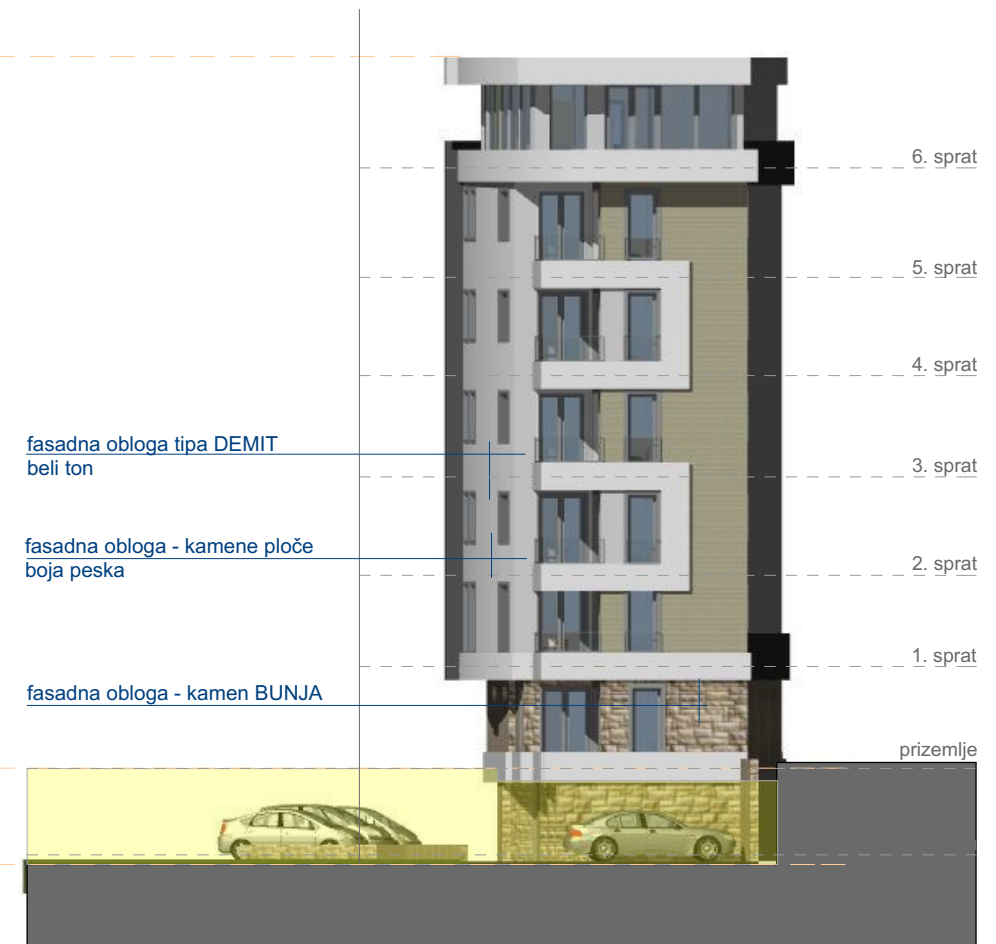 6. sprat
5. sprat
4. sprat
fasadna obloga tipa DEMIT
beli ton
3. sprat
fasadna obloga - kamene ploče
boja peska
2. sprat
1. sprat
fasadna obloga - kamen BUNJA
prizemlje